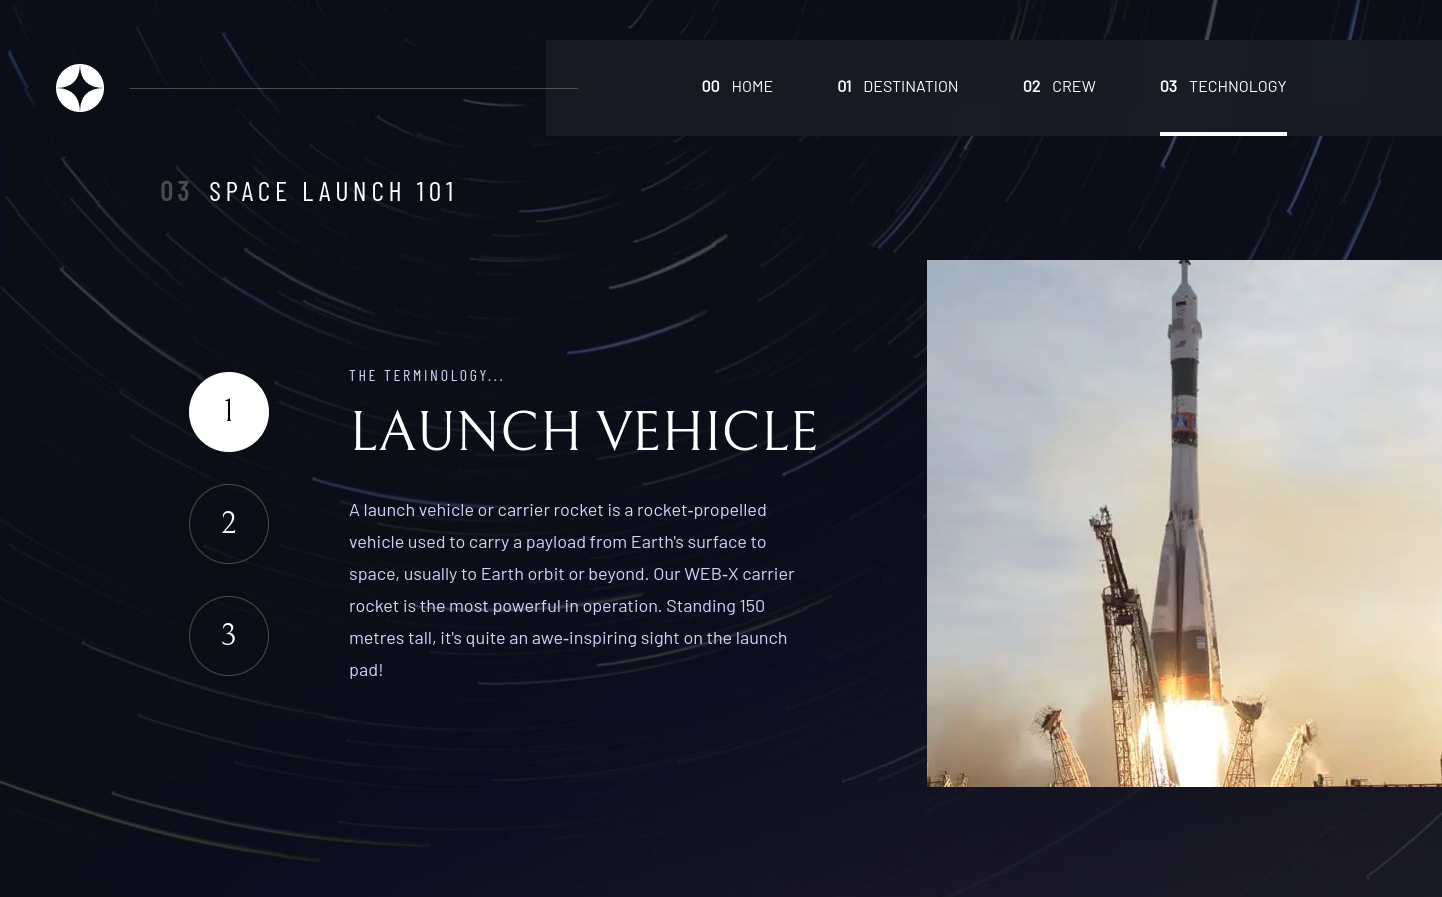 00 HOME 01 DESTINATION 02 CREW 03 TECHNOLOGY
03 SPACE LAUNCH 101
1
2
3
THE TERMINOLOGY...
LAUNCH VEHICLE
A launch vehicle or carrier rocket is a rocket-propelled
vehicle used to carry a payload from Earth's surface to
space, usually to Earth orbit or beyond. Our WEB-X carrier
rocket is the most powerful in operation. Standing 150
metres tall, it's quite an awe-inspiring sight on the launch
pad!